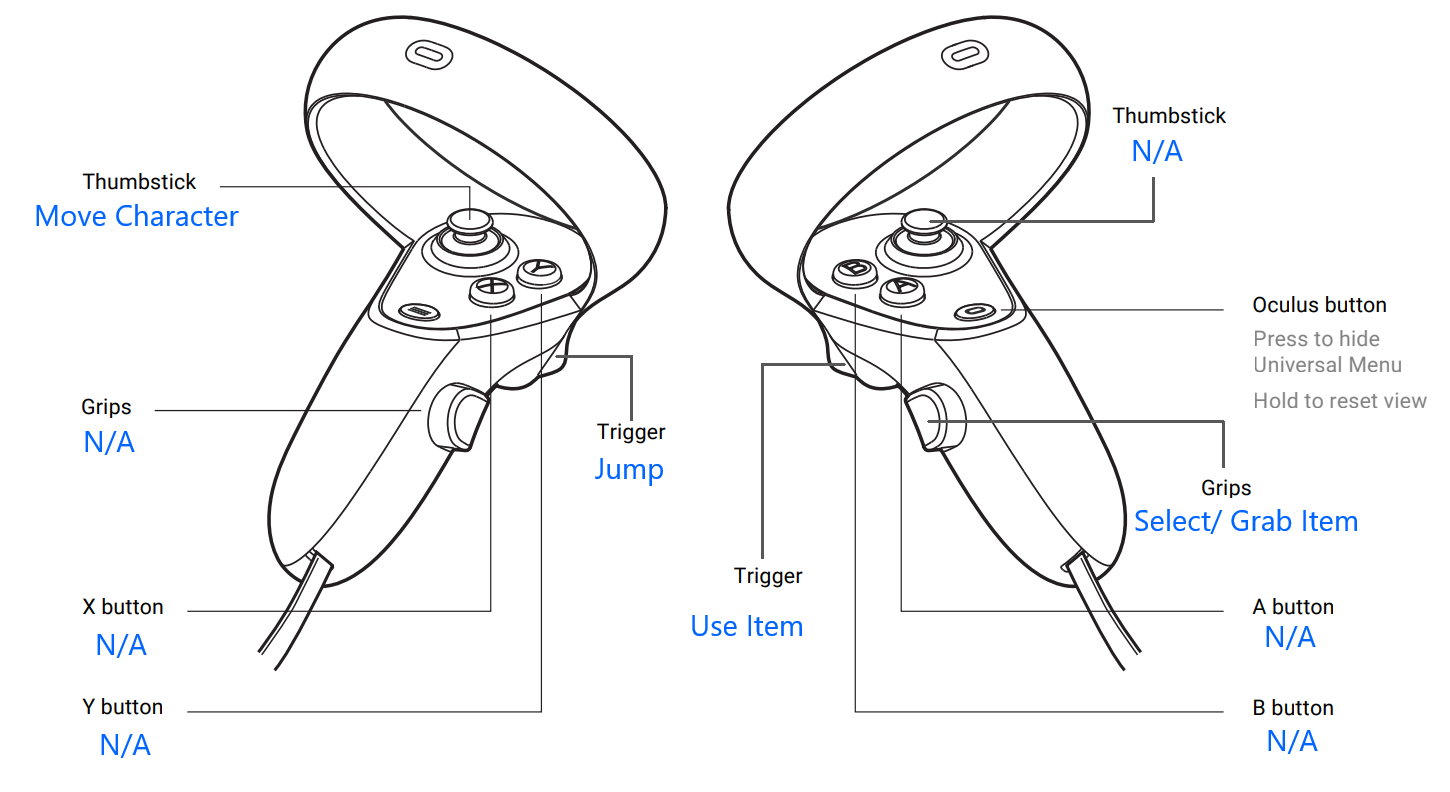 Thumbstick
Move Character
Grips
N/A
Trigger
Jump
X button
N/A
Y button
N/A
Y
X
Thumbstick
N/A
B
A
Oculus button
Press to hide
Universal Menu
Hold to reset view
Grips
Select/ Grab Item
Trigger
Use Item
A button
N/A
B button
N/A